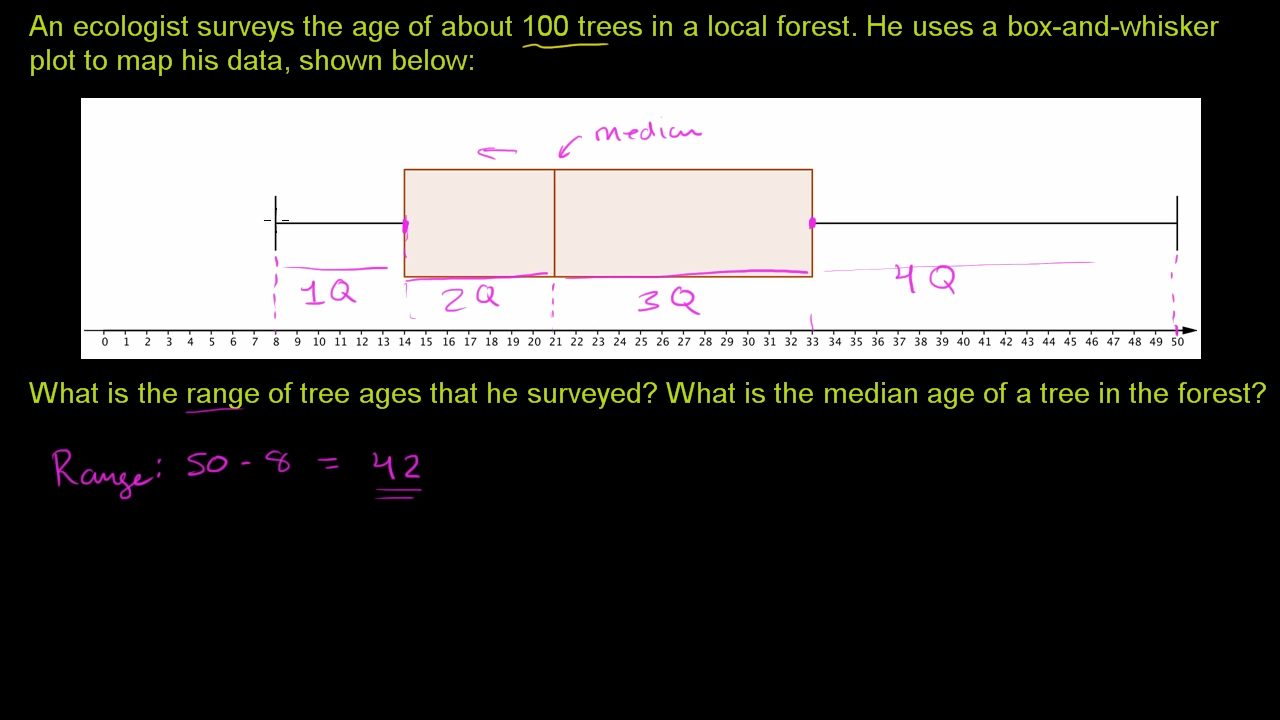 An ecologist surveys the age of about 100 trees in a local forest. He uses a box-and-whisker
plot to map his data, shown below:
median
1Q 2Q 3Q 4Q
0 1 2 3 4 5 6 7 8 9 10 11 12 13 14 15 16 17 18 19 20 21 22 23 24 25 26 27 28 29 30 31 32 33 34 35 36 37 38 39 40 41 42 43 44 45 46 47 48 49 50
What is the range of tree ages that he surveyed? What is the median age of a tree in the forest?
Range: 50 - 8 = 42